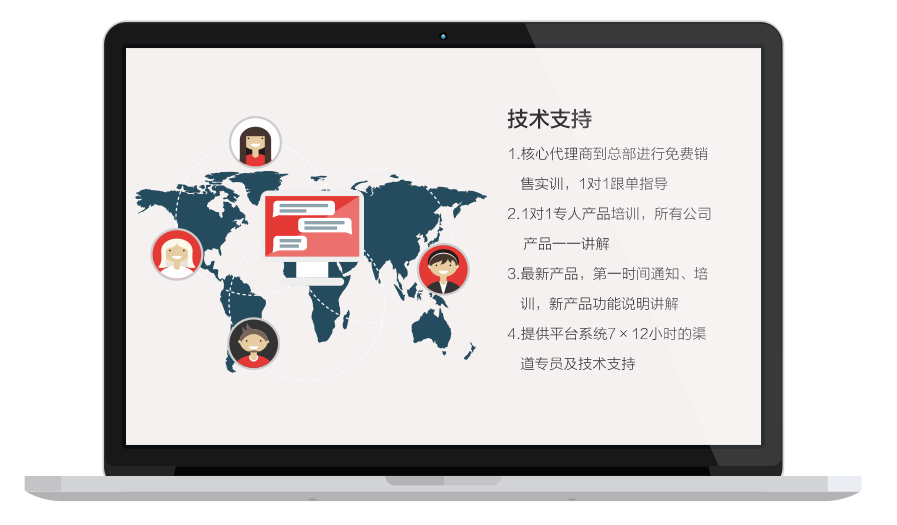 技术支持
1.核心代理商到总部进行免费销
售实训，1对1跟单指导
2.1对1专人产品培训，所有公司
产品一一讲解
3.最新产品，第一时间通知、培
训，新产品功能说明讲解
4.提供平台系统7×12小时的渠
道专员及技术支持